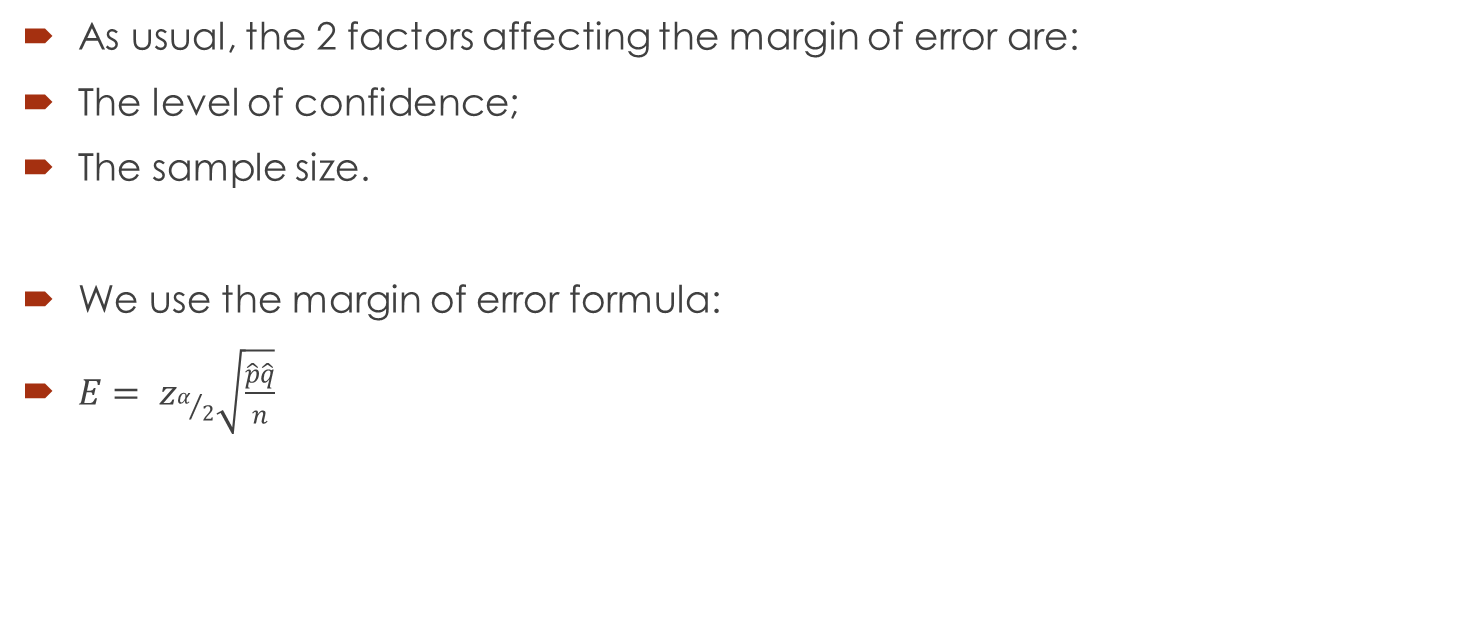 As usual, the 2 factors affecting the margin of error are:
The level of confidence;
The sample size.
We use the margin of error formula:
E = z_{α/2}√(p̂q̂/n)